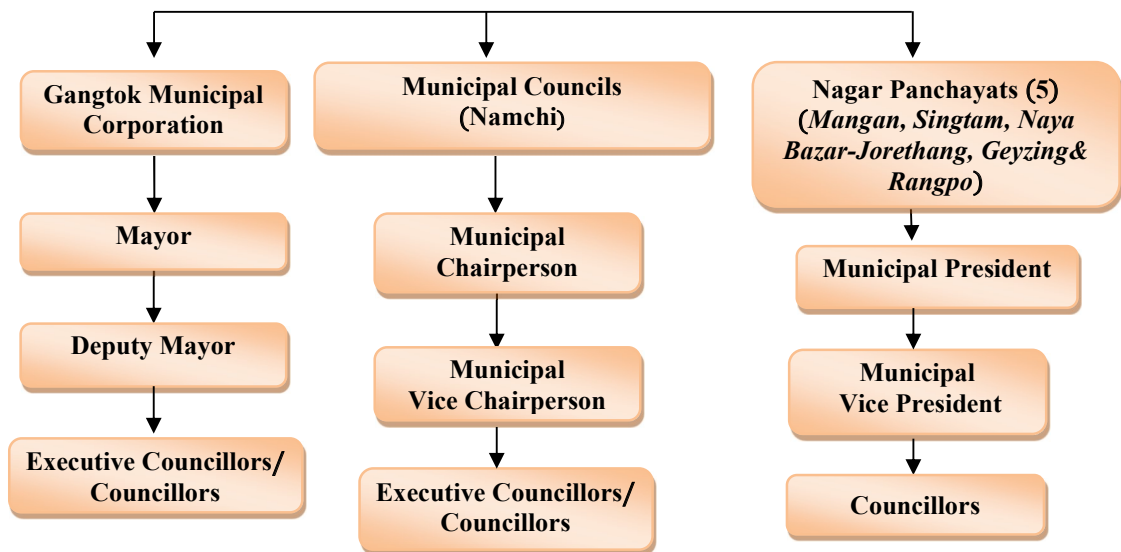 Gangtok Municipal
Corporation
Mayor
Deputy Mayor
Executive Councillors/
Councillors
Municipal Councils
(Namchi)
Municipal
Chairperson
Municipal
Vice Chairperson
Executive Councillors/
Councillors
Nagar Panchayats (5)
(Mangan, Singtam, Naya
Bazar-Jorethang, Geyzing&
Rangpo)
Municipal President
Municipal
Vice President
Councillors